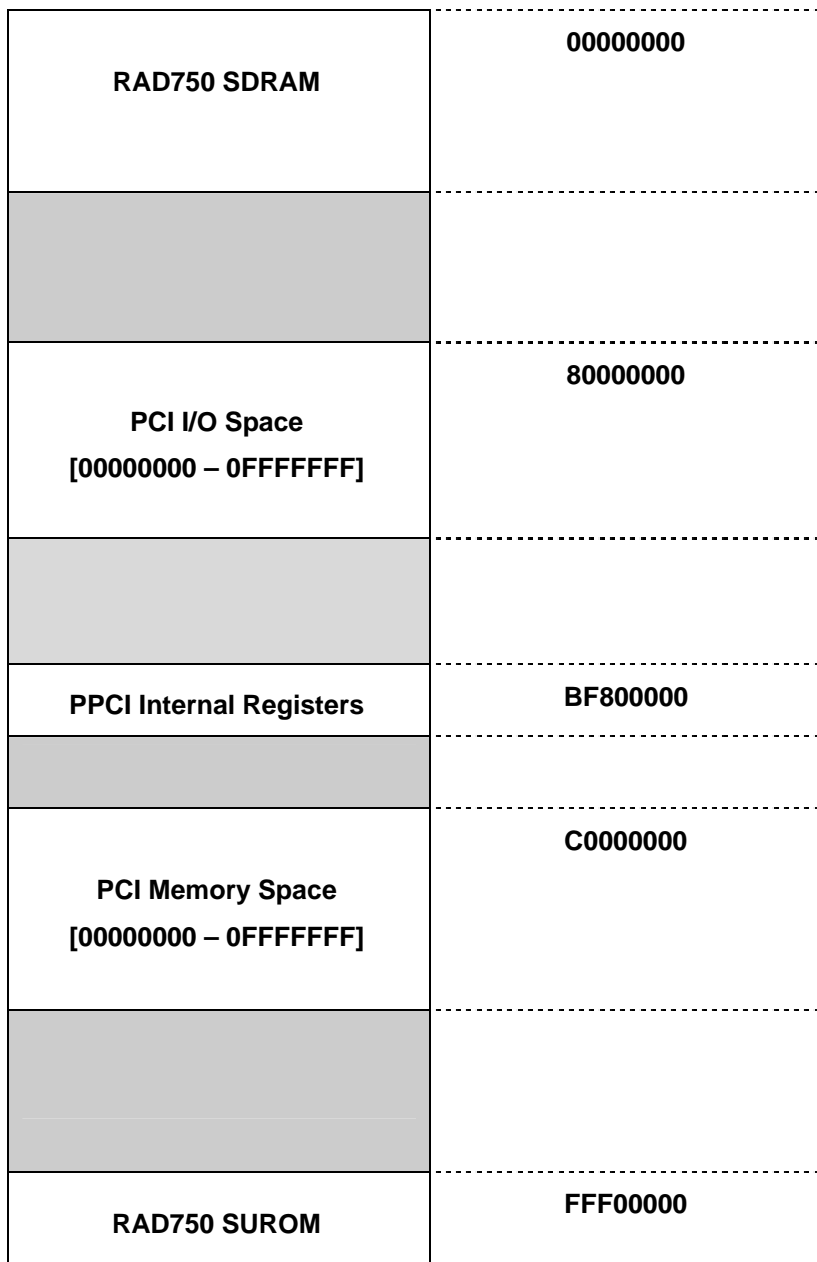 RAD750 SDRAM
00000000
PCI I/O Space
[00000000 – 0FFFFFFF]
80000000
PPCI Internal Registers
BF800000
PCI Memory Space
[00000000 – 0FFFFFFF]
C0000000
RAD750 SUROM
FFF00000